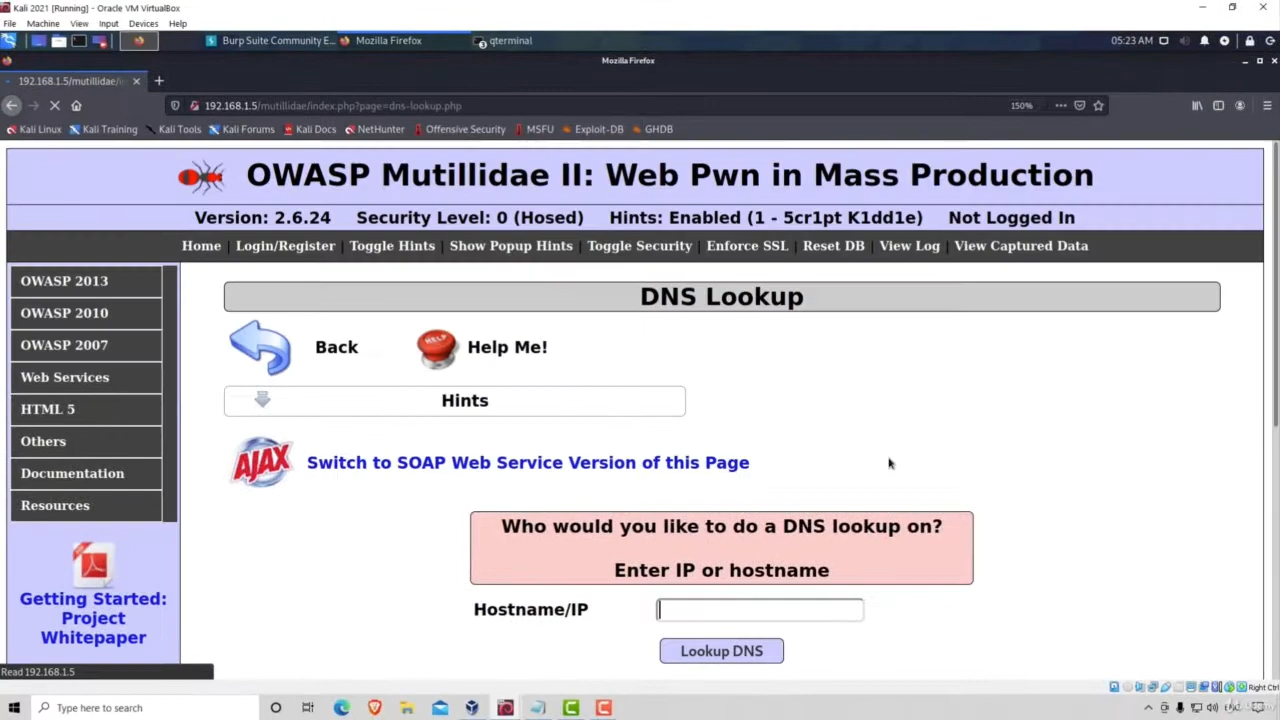 Kali 2021 [Running] - Oracle VM VirtualBox
File Machine View Input Devices Help
Burp Suite Community E... Mozilla Firefox qterminal 05:23 AM
Mozilla Firefox
192.168.1.5/mutillidae/in
192.168.1.5/mutillidae/index.php?page=dns-lookup.php 150%
Kali Linux Kali Training Kali Tools Kali Forums Kali Docs NetHunter Offensive Security MSFU Exploit-DB GHDB
OWASP Mutillidae II: Web Pwn in Mass Production
Version: 2.6.24 Security Level: 0 (Hosed) Hints: Enabled (1 - 5cr1pt K1dd1e) Not Logged In
Home | Login/Register | Toggle Hints | Show Popup Hints | Toggle Security | Enforce SSL | Reset DB | View Log | View Captured Data
OWASP 2013
OWASP 2010
OWASP 2007
Web Services
HTML 5
Others
Documentation
Resources
Getting Started:
Project
Whitepaper
DNS Lookup
Back HELP Help Me!
Hints
AJAX Switch to SOAP Web Service Version of this Page
Who would you like to do a DNS lookup on?
Enter IP or hostname
Hostname/IP
Lookup DNS
Read 192.168.1.5
Right Ctrl
Type here to search